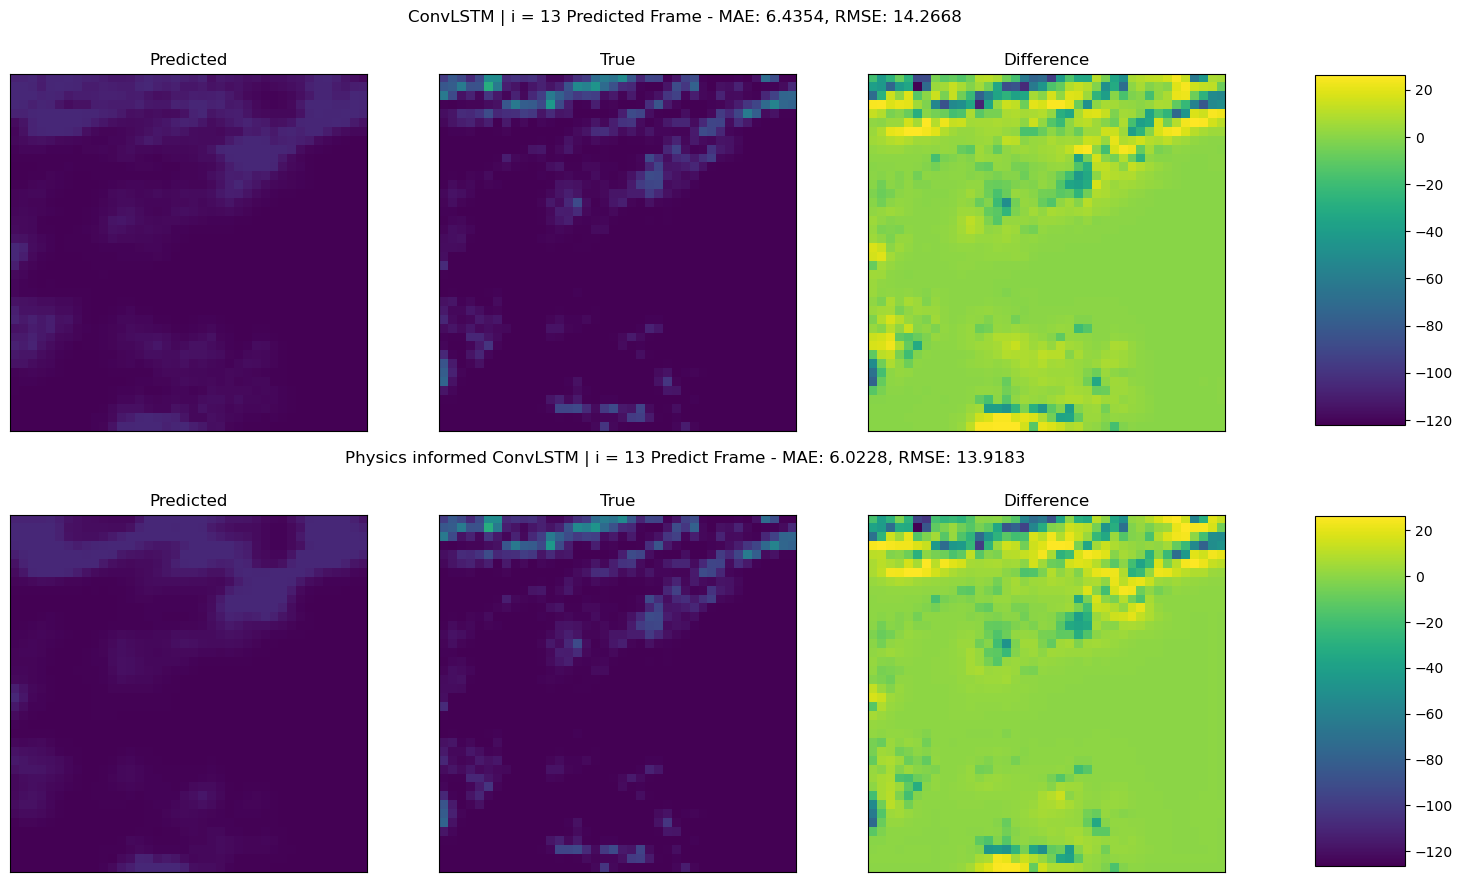 ConvLSTM | i = 13 Predicted Frame - MAE: 6.4354, RMSE: 14.2668
Predicted
True
Difference
20
0
−20
−40
−60
−80
−100
−120
Physics informed ConvLSTM | i = 13 Predict Frame - MAE: 6.0228, RMSE: 13.9183
Predicted
True
Difference
20
0
−20
−40
−60
−80
−100
−120